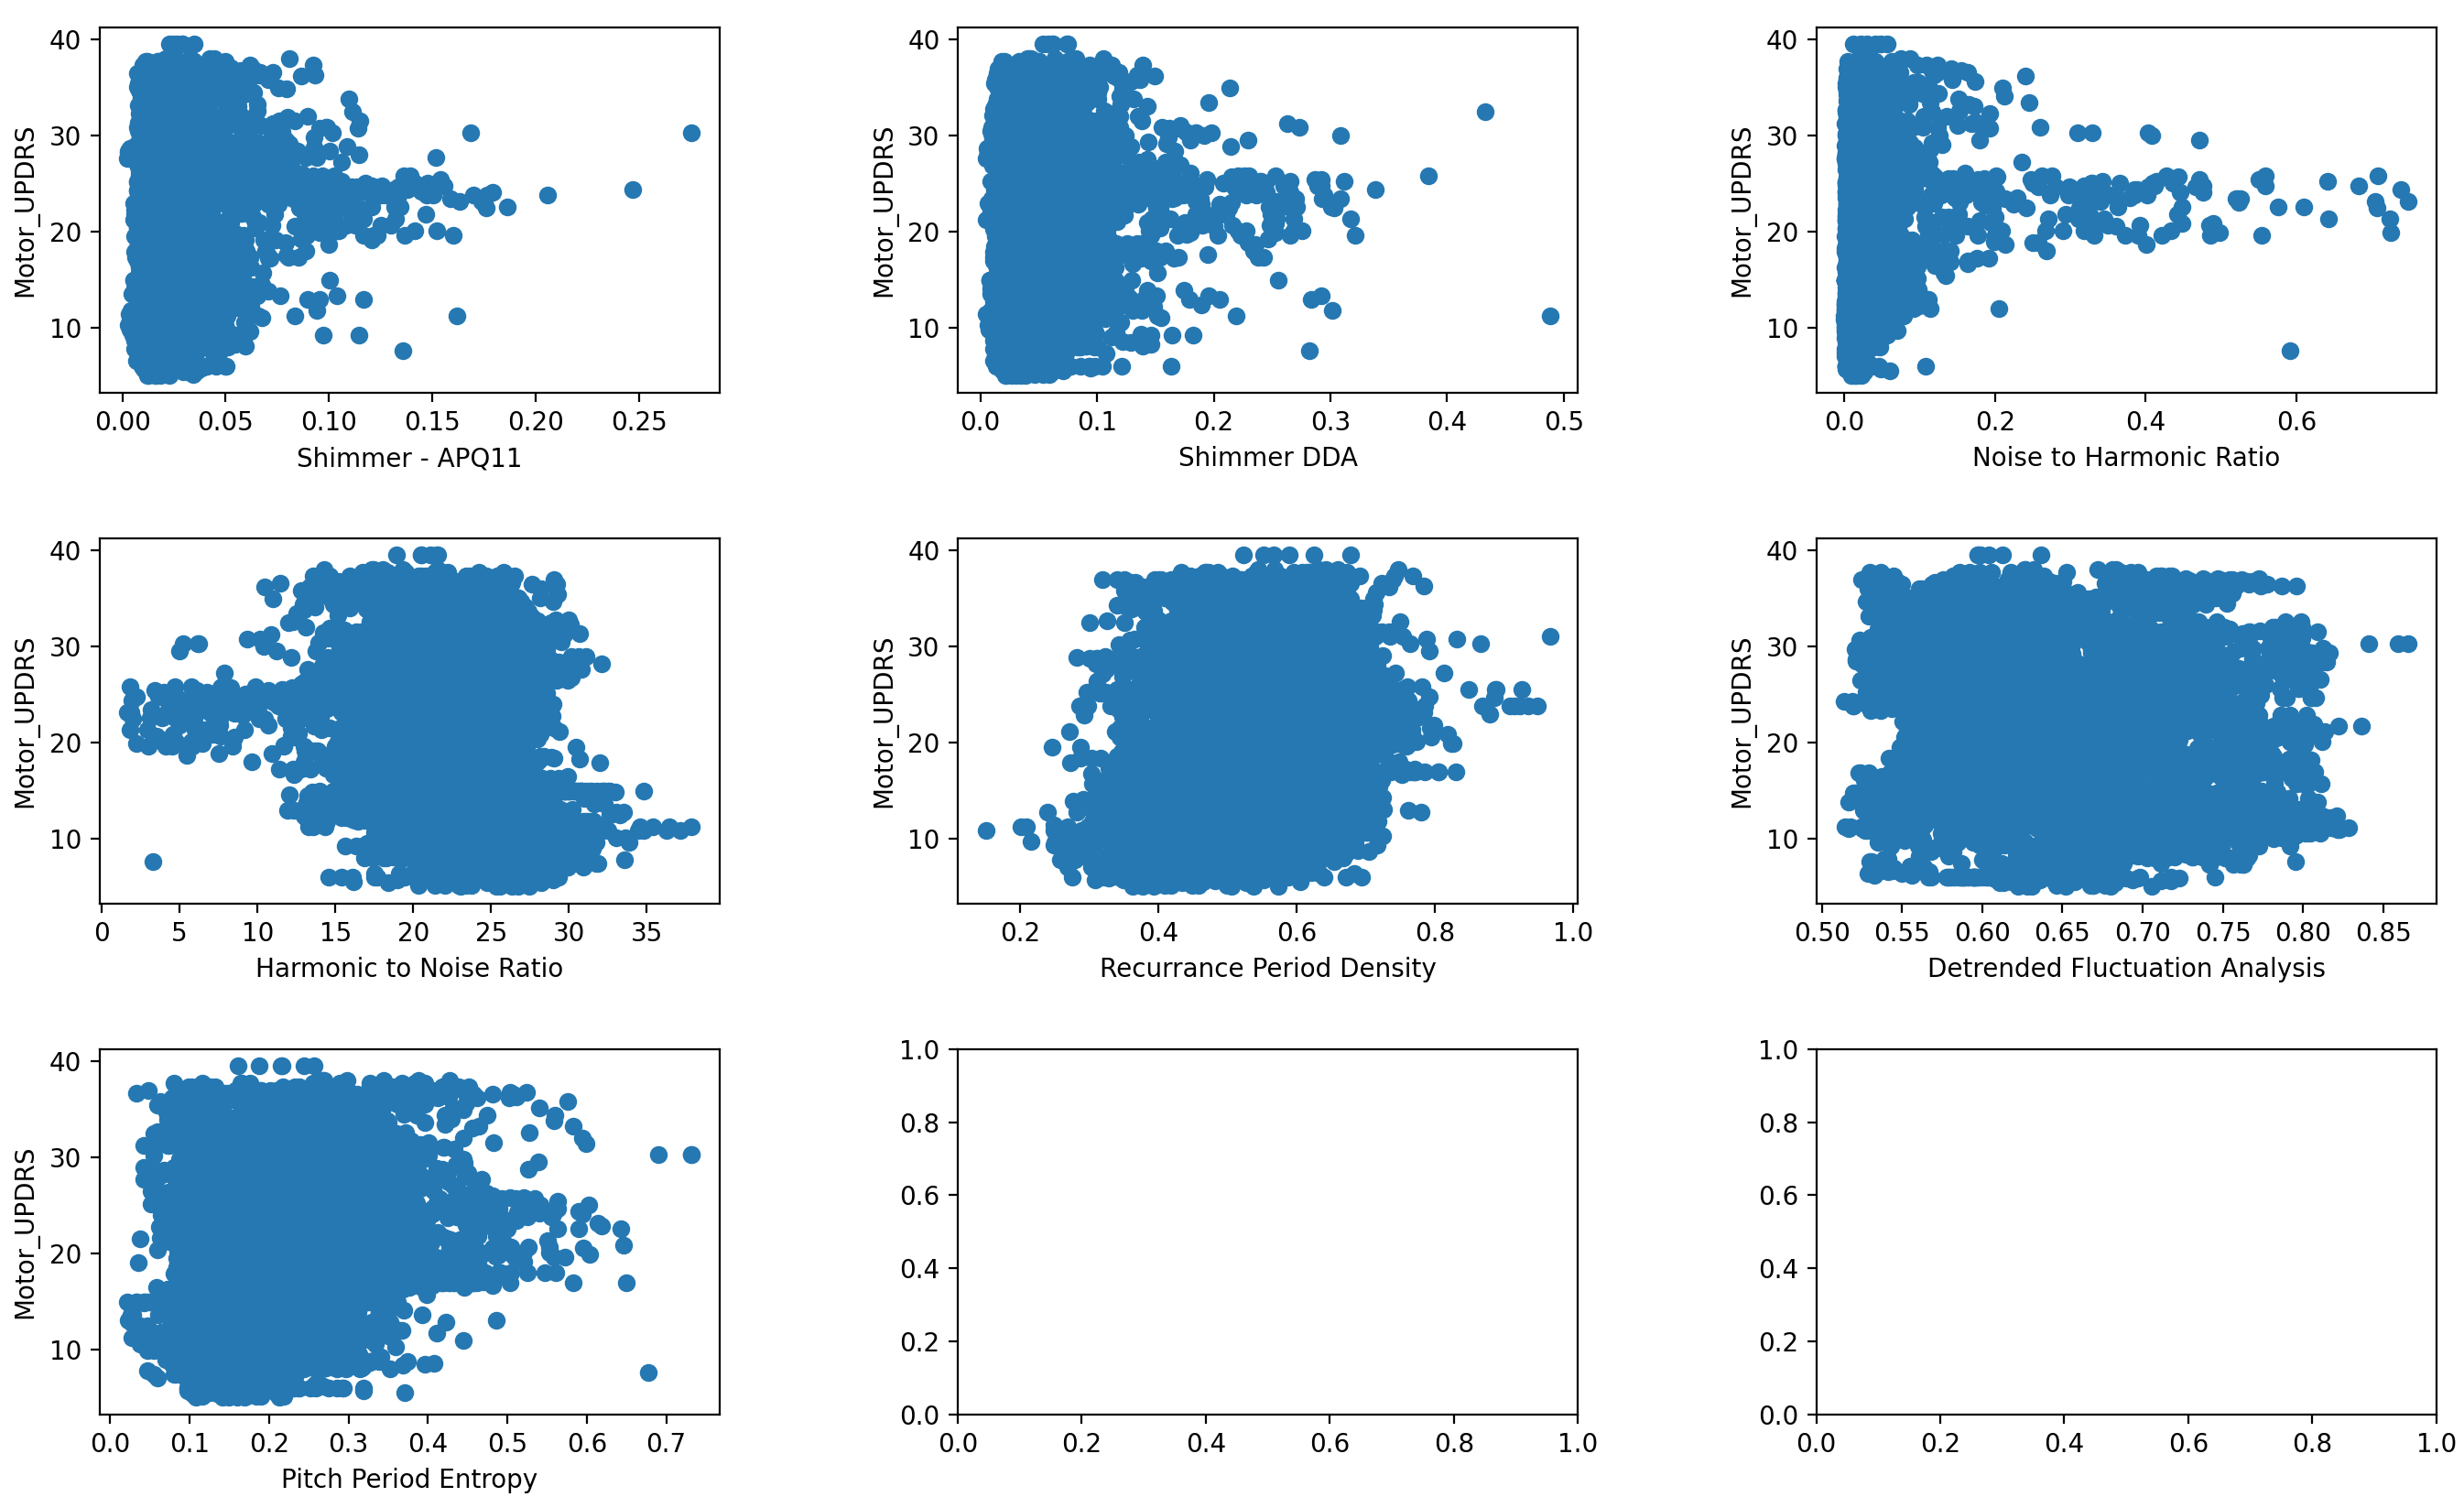 40
30
20
10
Motor_UPDRS
0.00 0.05 0.10 0.15 0.20 0.25
Shimmer - APQ11
40
30
20
10
Motor_UPDRS
0.0 0.1 0.2 0.3 0.4 0.5
Shimmer DDA
40
30
20
10
Motor_UPDRS
0.0 0.2 0.4 0.6
Noise to Harmonic Ratio
40
30
20
10
Motor_UPDRS
0 5 10 15 20 25 30 35
Harmonic to Noise Ratio
40
30
20
10
Motor_UPDRS
0.2 0.4 0.6 0.8 1.0
Recurrance Period Density
40
30
20
10
Motor_UPDRS
0.50 0.55 0.60 0.65 0.70 0.75 0.80 0.85
Detrended Fluctuation Analysis
40
30
20
10
Motor_UPDRS
0.0 0.1 0.2 0.3 0.4 0.5 0.6 0.7
Pitch Period Entropy
1.0
0.8
0.6
0.4
0.2
0.0
0.0 0.2 0.4 0.6 0.8 1.0
1.0
0.8
0.6
0.4
0.2
0.0
0.0 0.2 0.4 0.6 0.8 1.0